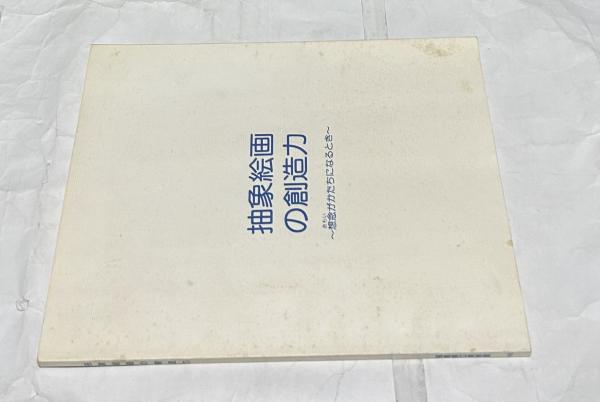 抽象絵画
の創造力
～想念がかたちになるとき～